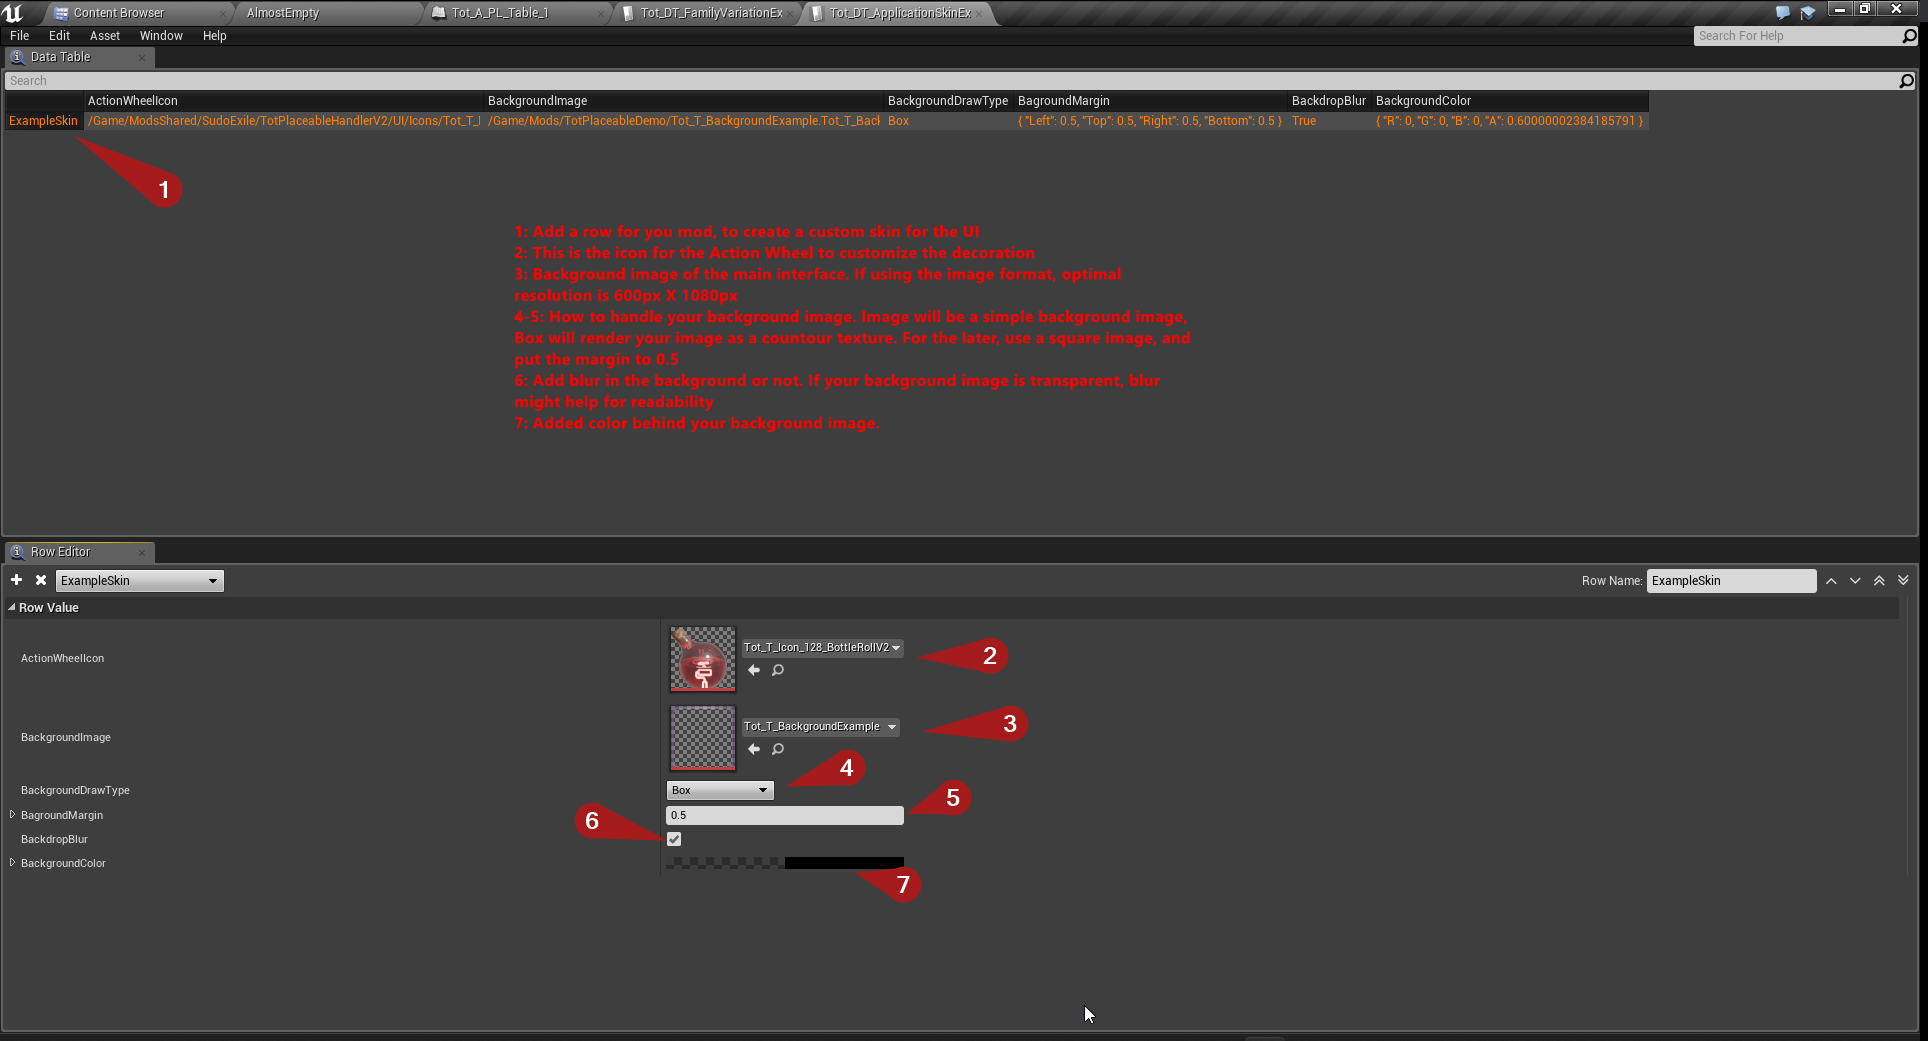 Content Browser
AlmostEmpty
Tot_A_PL_Table_1
Tot_DT_FamilyVariationEx
Tot_DT_ApplicationSkinEx
File Edit Asset Window Help
Search For Help
Data Table
Search
ActionWheelIcon BackgroundImage BackgroundDrawType BagroundMargin BackdropBlur BackgroundColor
ExampleSkin /Game/ModsShared/SudoExile/TotPlaceableHandlerV2/UI/Icons/Tot_T_I /Game/Mods/TotPlaceableDemo/Tot_T_BackgroundExample.Tot_T_Back Box { "Left": 0.5, "Top": 0.5, "Right": 0.5, "Bottom": 0.5 } True { "R": 0, "G": 0, "B": 0, "A": 0.60000002384185791 }
1
1: Add a row for you mod, to create a custom skin for the UI
2: This is the icon for the Action Wheel to customize the decoration
3: Background image of the main interface. If using the image format, optimal
resolution is 600px X 1080px
4-5: How to handle your background image. Image will be a simple background image,
Box will render your image as a countour texture. For the later, use a square image, and
put the margin to 0.5
6: Add blur in the background or not. If your background image is transparent, blur
might help for readability
7: Added color behind your background image.
Row Editor
ExampleSkin
Row Name: ExampleSkin
Row Value
ActionWheelIcon
Tot_T_Icon_128_BottleRollV2
2
BackgroundImage
Tot_T_BackgroundExample
3
BackgroundDrawType
Box
4
BagroundMargin
0.5
5
BackdropBlur
6
BackgroundColor
7